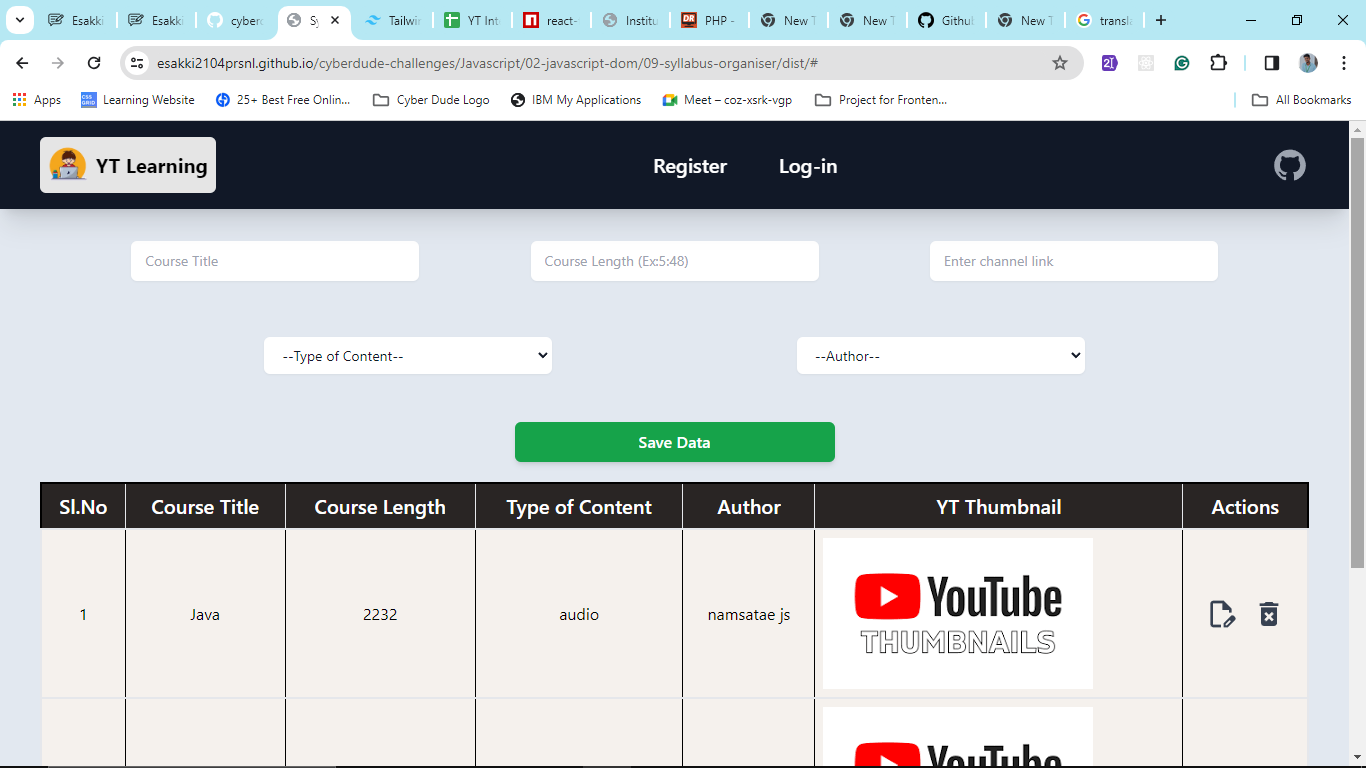 Esakki
Esakki
cyberd
Sy
Tailwin
YT Inte
react-
Institu
PHP -
New T
New T
Github
New T
transla
esakki2104prsnl.github.io/cyberdude-challenges/Javascript/02-javascript-dom/09-syllabus-organiser/dist/#
Apps
Learning Website
25+ Best Free Onlin...
Cyber Dude Logo
IBM My Applications
Meet – coz-xsrk-vgp
Project for Fronten...
All Bookmarks
YT Learning
Register
Log-in
Course Title
Course Length (Ex:5:48)
Enter channel link
--Type of Content--
--Author--
Save Data
Sl.No
Course Title
Course Length
Type of Content
Author
YT Thumbnail
Actions
1
Java
2232
audio
namsatae js
YouTube
THUMBNAILS
YouTube